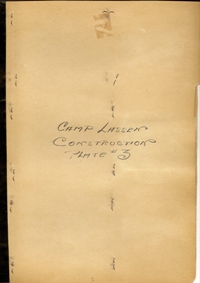 CAMP LASSEN
CONSTRUCTION
PLATE #3